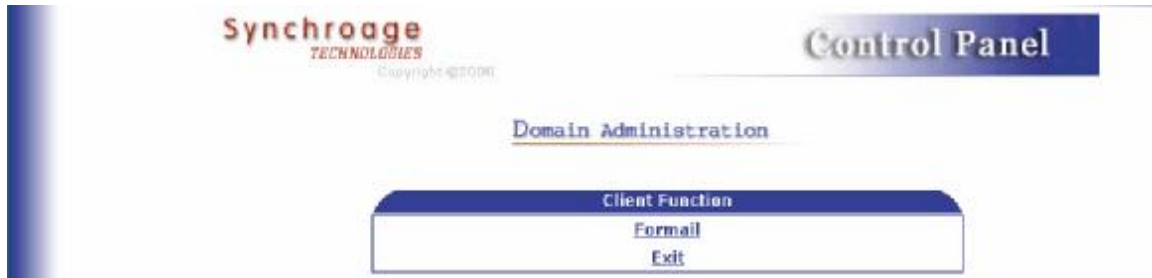 Synchroage
TECHNOLOGIES
Control Panel
Domain Administration
Client Function
Formail
Exit